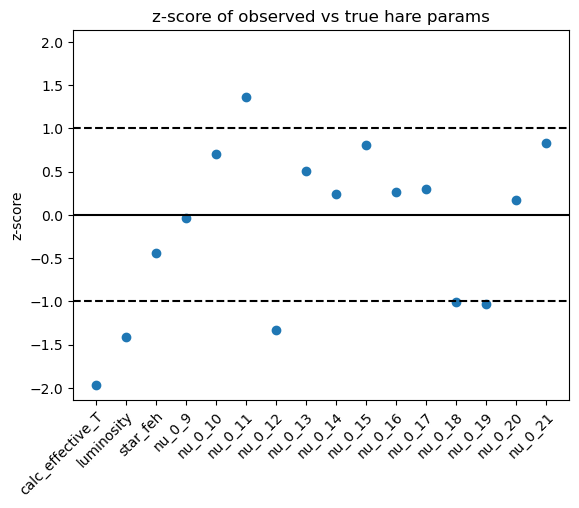 z-score of observed vs true hare params
z-score
2.0
1.5
1.0
0.5
0.0
−0.5
−1.0
−1.5
−2.0
calc_effective_T
luminosity
star_feh
nu_0_9
nu_0_10
nu_0_11
nu_0_12
nu_0_13
nu_0_14
nu_0_15
nu_0_16
nu_0_17
nu_0_18
nu_0_19
nu_0_20
nu_0_21